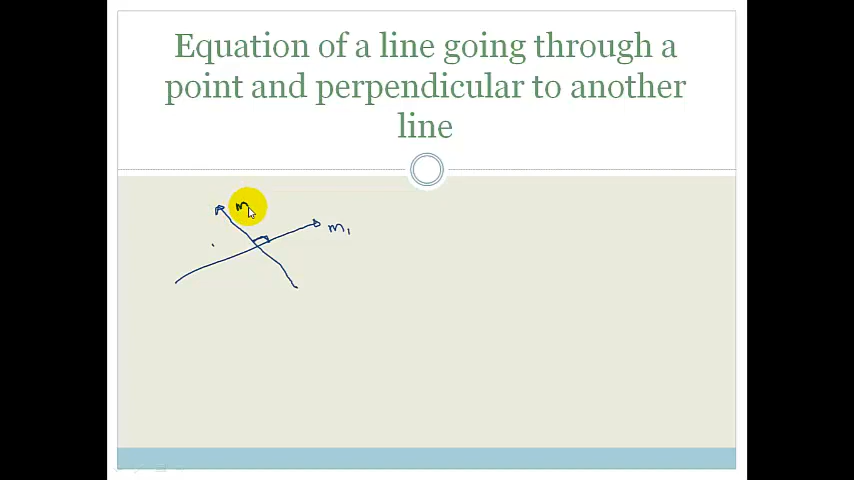 Equation of a line going through a
point and perpendicular to another
line
m
m₁